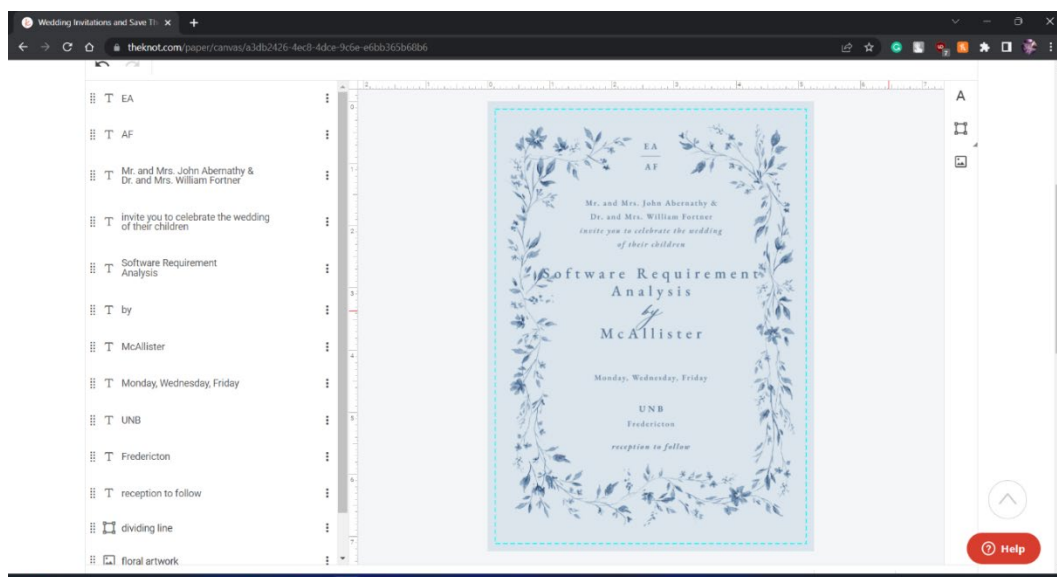 Wedding Invitations and Save Th
theknot.com/paper/canvas/a3db2426-4ec8-4dce-9c6e-e6bb365b68b6
T EA
T AF
T Mr. and Mrs. John Abernathy &
Dr. and Mrs. William Fortner
T invite you to celebrate the wedding
of their children
T Software Requirement
Analysis
T by
T McAllister
T Monday, Wednesday, Friday
T UNB
T Fredericton
T reception to follow
dividing line
floral artwork
EA
AF
Mr. and Mrs. John Abernathy &
Dr. and Mrs. William Fortner
invite you to celebrate the wedding
of their children
Software Requirement
Analysis
by
McAllister
Monday, Wednesday, Friday
UNB
Fredericton
reception to follow
A
Help